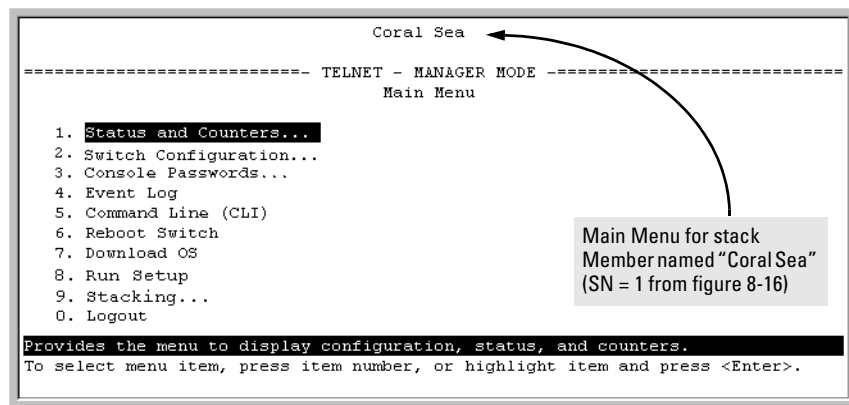 Coral Sea
==========================- TELNET - MANAGER MODE -===========================
Main Menu
1. Status and Counters...
2. Switch Configuration...
3. Console Passwords...
4. Event Log
5. Command Line (CLI)
6. Reboot Switch
7. Download OS
8. Run Setup
9. Stacking...
0. Logout
Main Menu for stack
Member named “Coral Sea”
(SN = 1 from figure 8-16)
Provides the menu to display configuration, status, and counters.
To select menu item, press item number, or highlight item and press <Enter>.